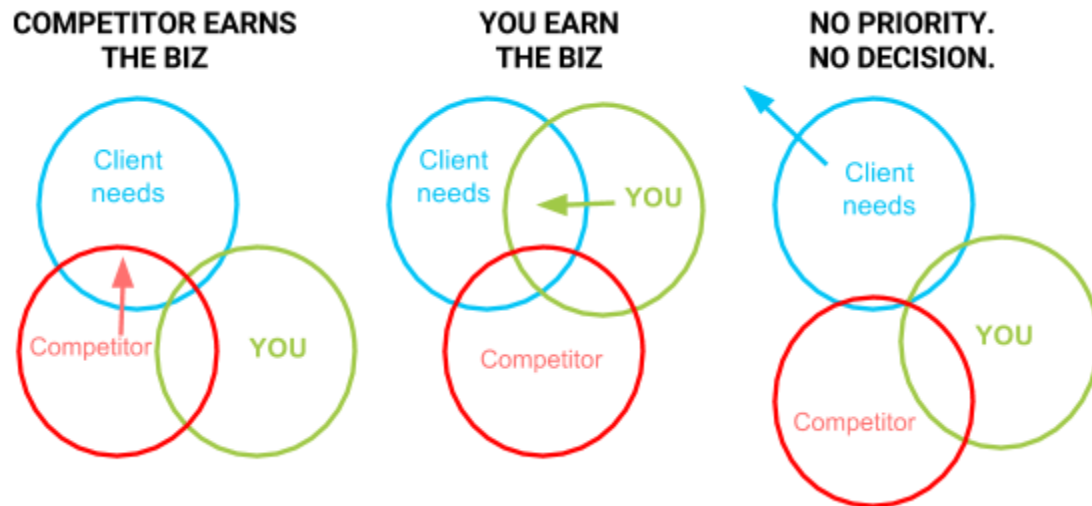 COMPETITOR EARNS
THE BIZ
Client
needs
Competitor
YOU
YOU EARN
THE BIZ
Client
needs
YOU
Competitor
NO PRIORITY.
NO DECISION.
Client
needs
YOU
Competitor